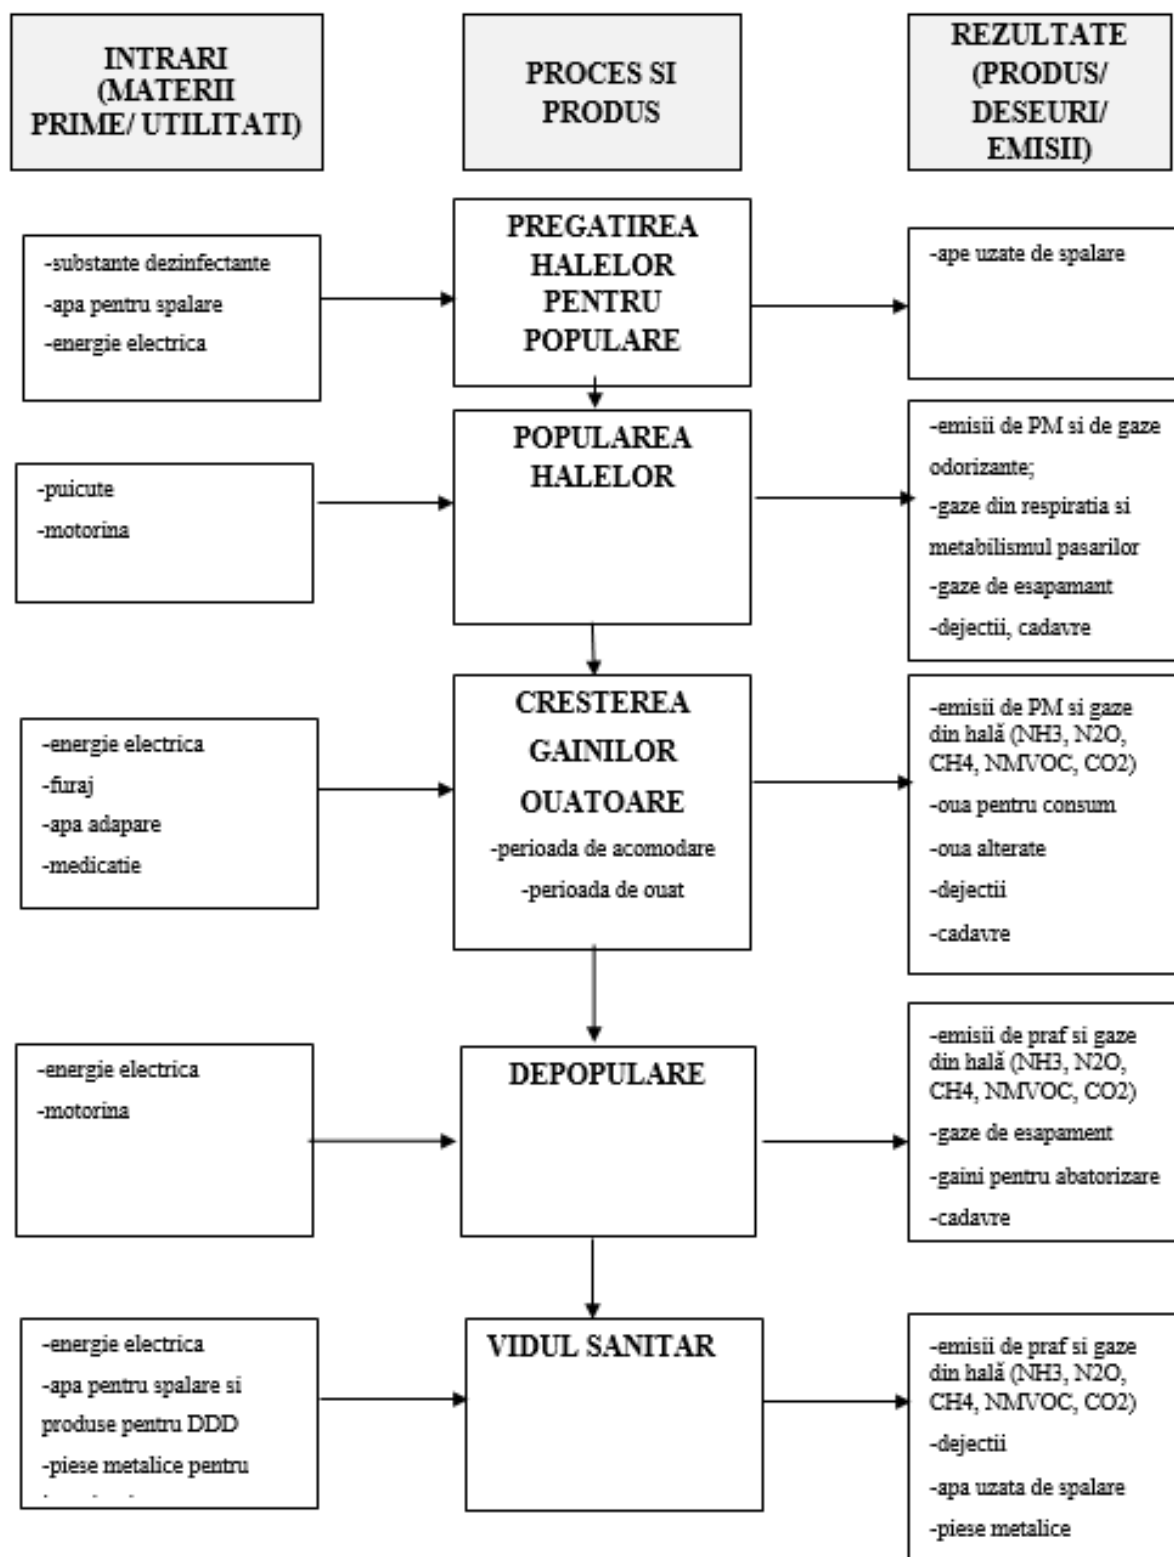 INTRARI
(MATERII
PRIME/ UTILITATI)
PROCES SI
PRODUS
REZULTATE
(PRODUS/
DESEURI/
EMISII)
-substante dezinfectante
-apa pentru spalare
-energie electrica
PREGATIREA
HALELOR
PENTRU
POPULARE
-ape uzate de spalare
-puicute
-motorina
POPULAREA
HALELOR
-emisii de PM si de gaze
odorizante;
-gaze din respiratia si
metabilismul pasarilor
-gaze de esapamant
-dejectii, cadavre
-energie electrica
-furaj
-apa adapare
-medicatie
CRESTEREA
GAINILOR
OUATOARE
-perioada de acomodare
-perioada de ouat
-emisii de PM si gaze
din hală (NH3, N2O,
CH4, NMVOC, CO2)
-oua pentru consum
-oua alterate
-dejectii
-cadavre
-energie electrica
-motorina
DEPOPULARE
-emisii de praf si gaze
din hală (NH3, N2O,
CH4, NMVOC, CO2)
-gaze de esapament
-gaini pentru abatorizare
-cadavre
-energie electrica
-apa pentru spalare si
produse pentru DDD
-piese metalice pentru
VIDUL SANITAR
-emisii de praf si gaze
din hală (NH3, N2O,
CH4, NMVOC, CO2)
-dejectii
-apa uzata de spalare
-piese metalice